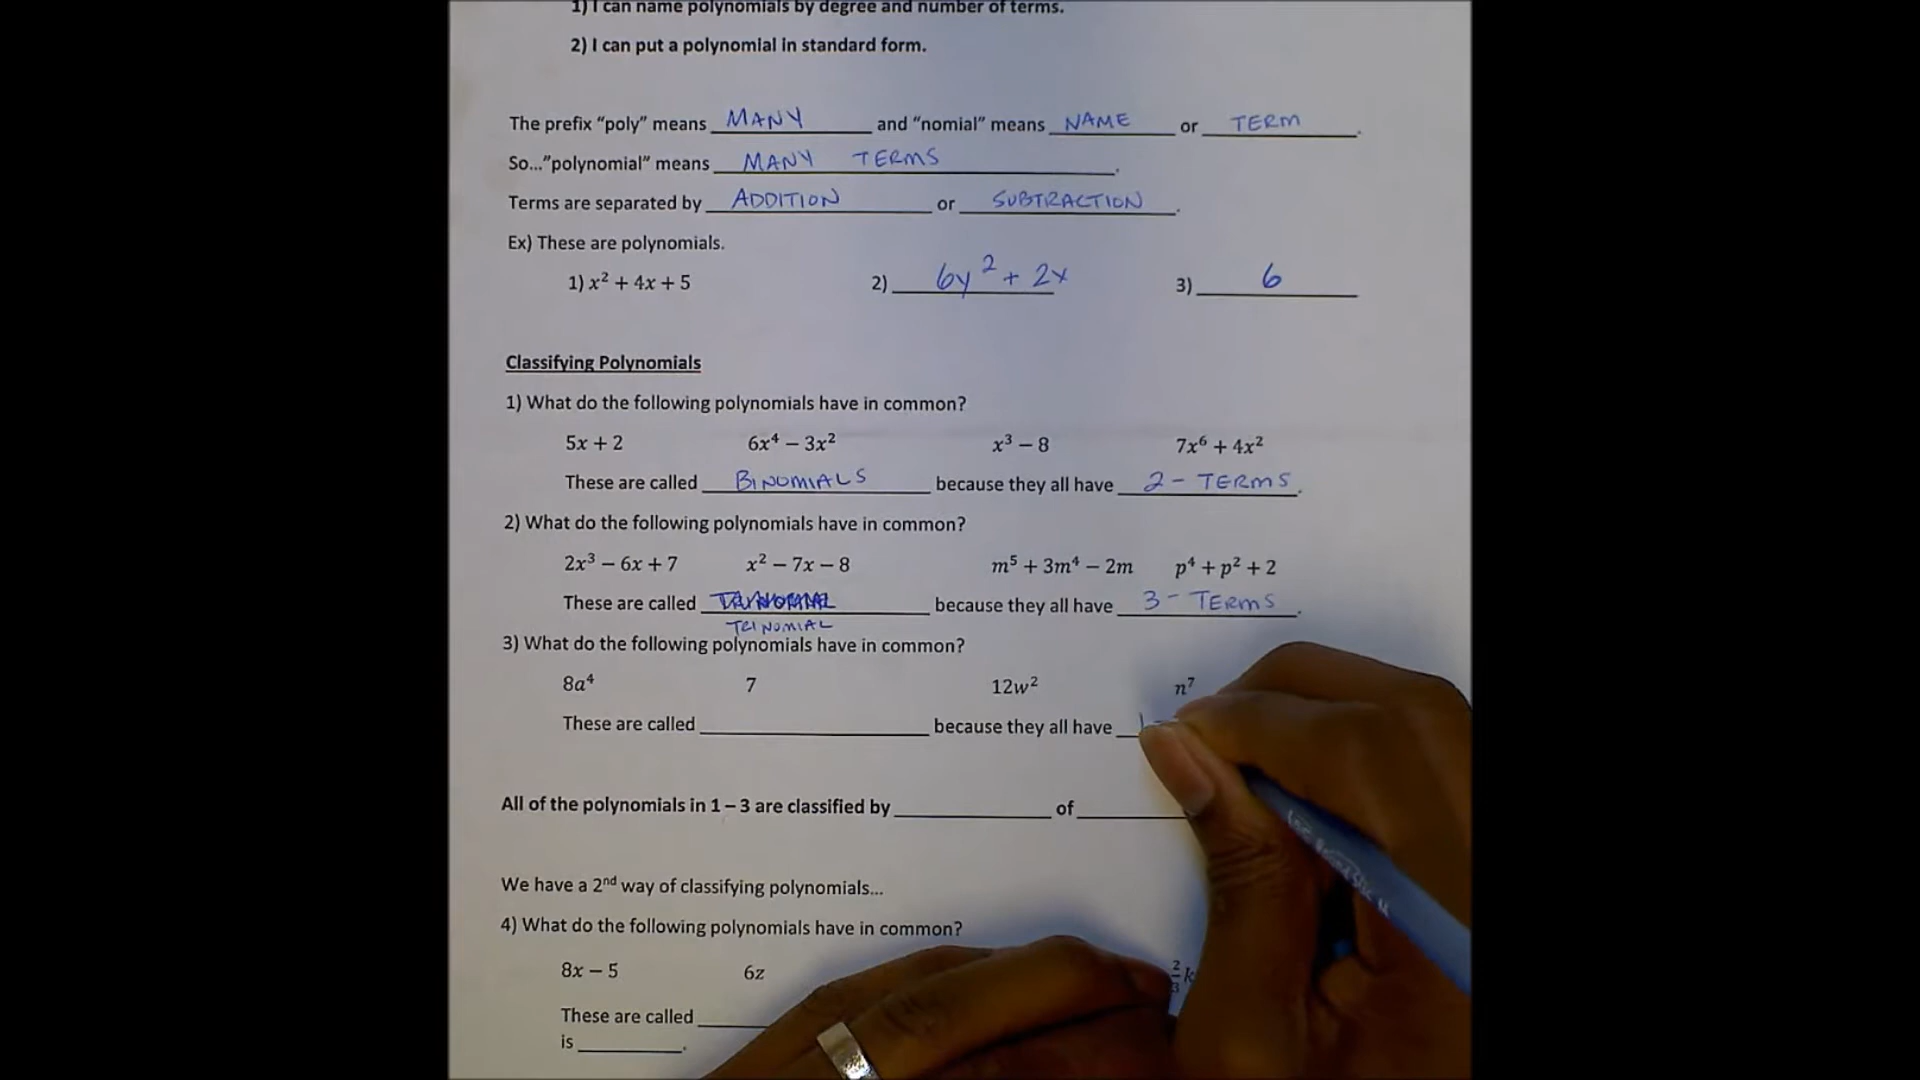 1) I can name polynomials by degree and number of terms.
2) I can put a polynomial in standard form.
The prefix “poly” means MANY and “nomial” means NAME or TERM.
So...”polynomial” means MANY TERMS.
Terms are separated by ADDITION or SUBTRACTION.
Ex) These are polynomials.
1) x² + 4x + 5 2) 6y² + 2x 3) 6
Classifying Polynomials
1) What do the following polynomials have in common?
5x + 2 6x⁴ − 3x² x³ − 8 7x⁶ + 4x²
These are called BINOMIALS because they all have 2 - TERMS.
2) What do the following polynomials have in common?
2x³ − 6x + 7 x² − 7x − 8 m⁵ + 3m⁴ − 2m p⁴ + p² + 2
These are called because they all have 3 - TERMS.
TRINOMIAL
3) What do the following polynomials have in common?
8a⁴ 7 12w² n⁷
These are called ____ because they all have 1 -
All of the polynomials in 1 – 3 are classified by ____ of ____
We have a 2nd way of classifying polynomials...
4) What do the following polynomials have in common?
8x − 5 6z ⅔k
These are called ____
is ____.